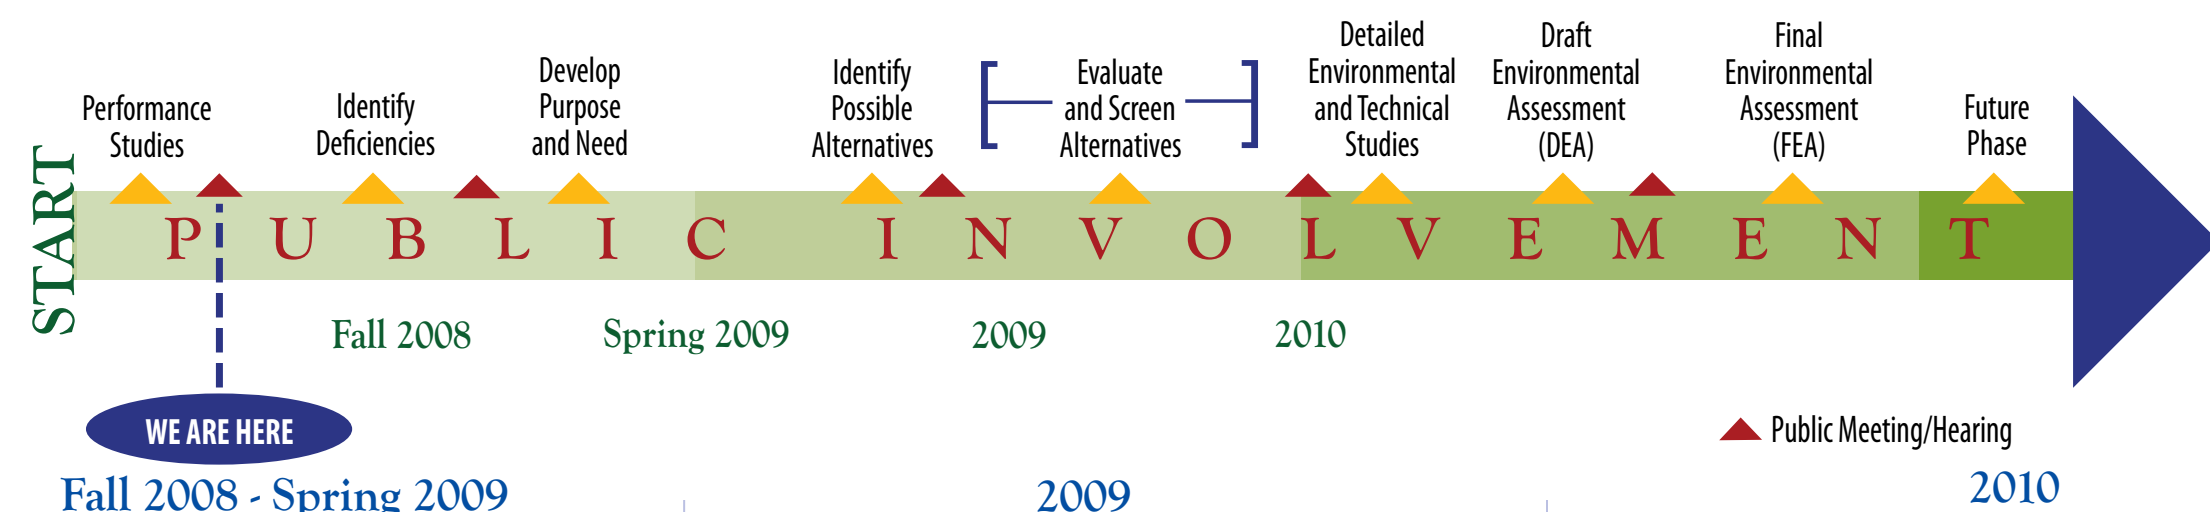 Performance
Studies
Identify
Deficiencies
Develop
Purpose
and Need
Identify
Possible
Alternatives
Evaluate
and Screen
Alternatives
Detailed
Environmental
and Technical
Studies
Draft
Environmental
Assessment
(DEA)
Final
Environmental
Assessment
(FEA)
Future
Phase
START
PUBLIC INVOLVEMENT
Fall 2008
Spring 2009
2009
2010
WE ARE HERE
Public Meeting/Hearing
Fall 2008 - Spring 2009
2009
2010